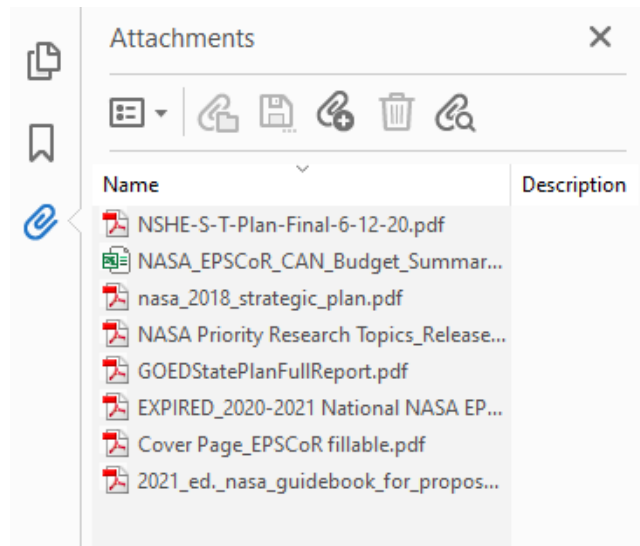 Attachments
Name Description
NSHE-S-T-Plan-Final-6-12-20.pdf
NASA_EPSCoR_CAN_Budget_Summar...
nasa_2018_strategic_plan.pdf
NASA Priority Research Topics_Release...
GOEDStatePlanFullReport.pdf
EXPIRED_2020-2021 National NASA EP...
Cover Page_EPSCoR fillable.pdf
2021_ed._nasa_guidebook_for_propos...